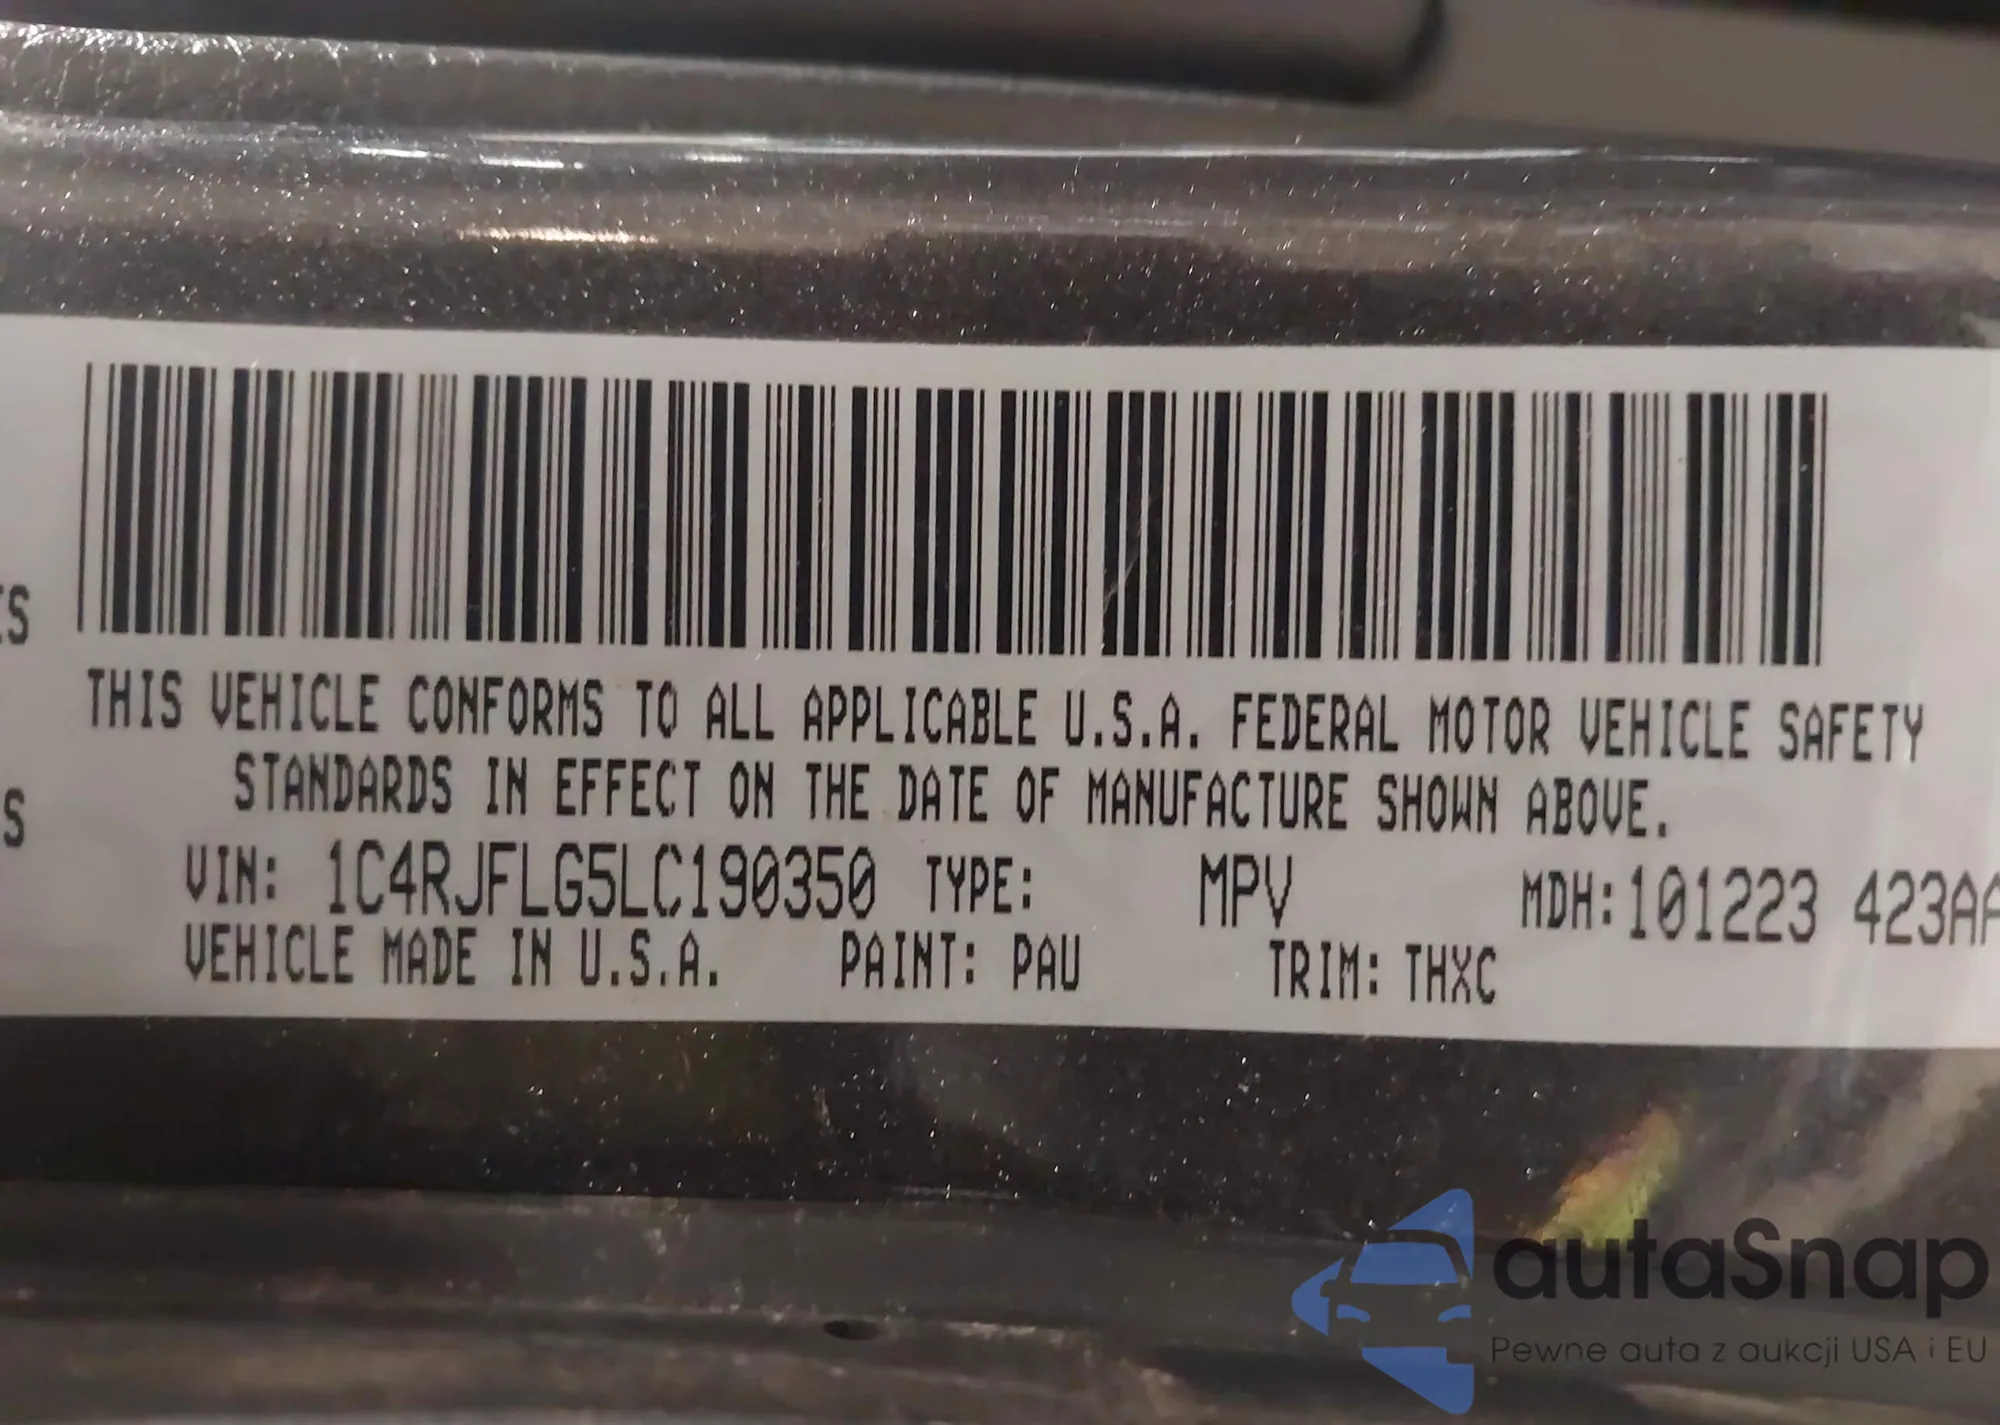 THIS VEHICLE CONFORMS TO ALL APPLICABLE U.S.A. FEDERAL MOTOR VEHICLE SAFETY
STANDARDS IN EFFECT ON THE DATE OF MANUFACTURE SHOWN ABOVE.
VIN: 1C4RJFLG5LC190350 TYPE: MPV MDH:101223 423AA
VEHICLE MADE IN U.S.A. PAINT: PAU TRIM: THXC
autaSnap
Pewne auta z aukcji USA i EU